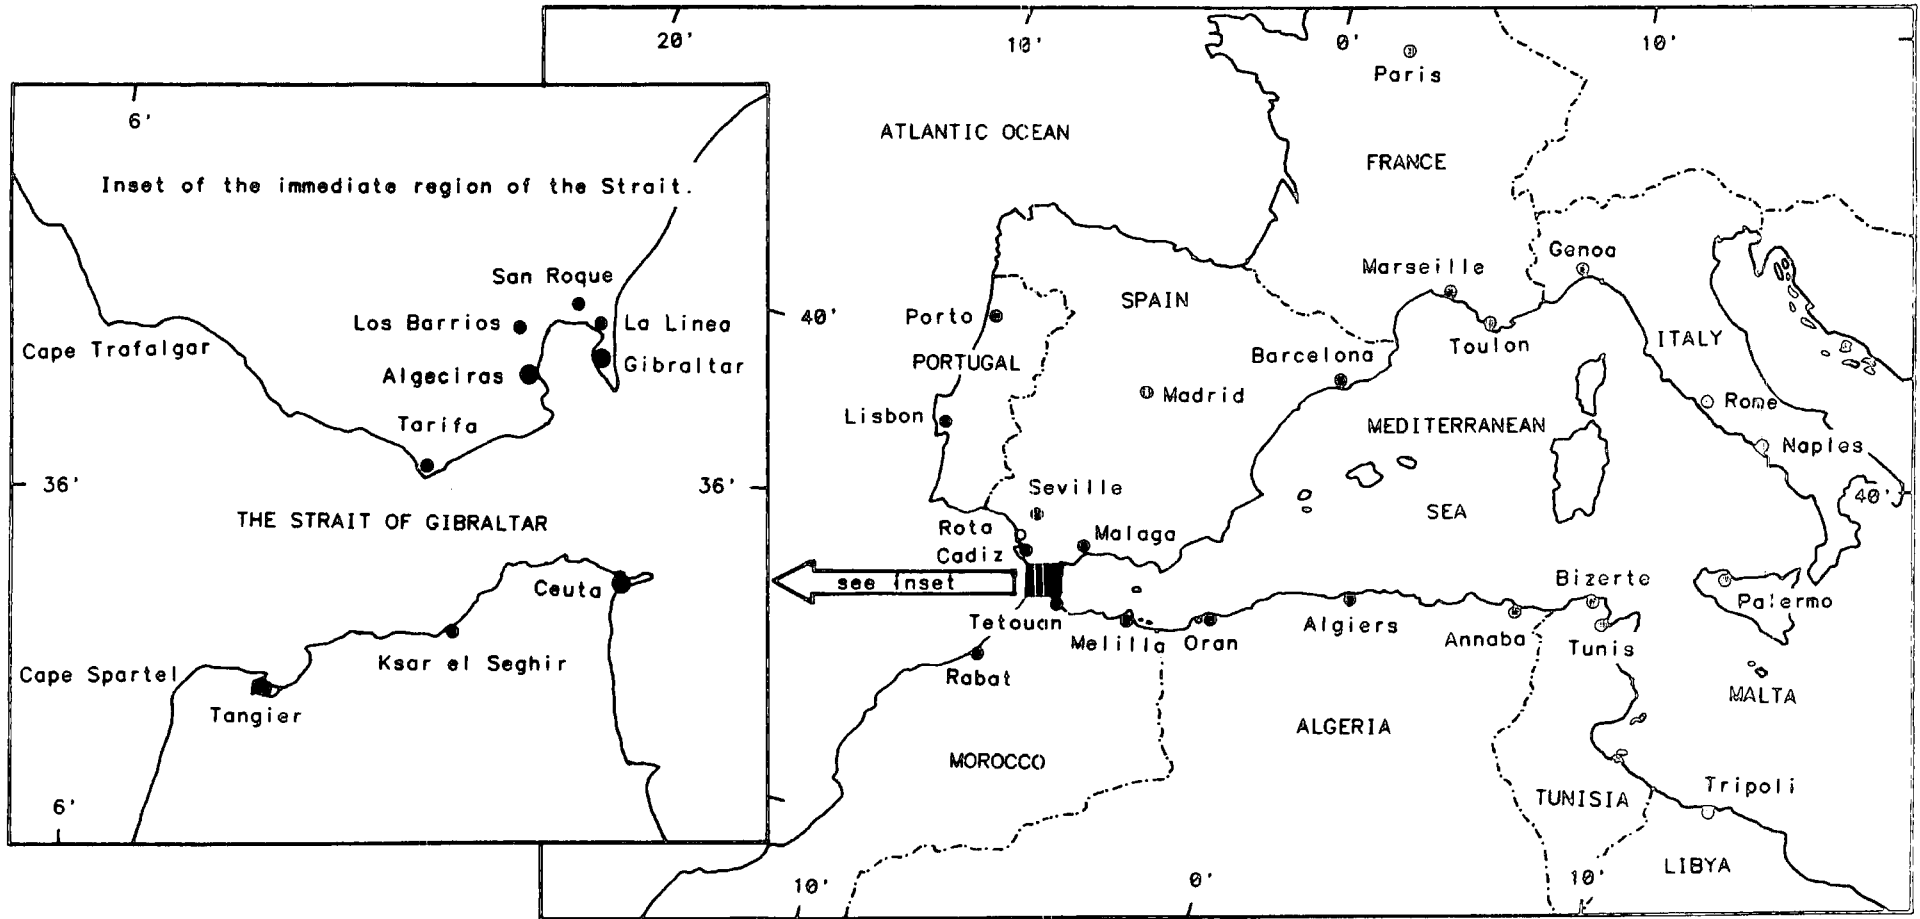 20'
10'
0'
10'
Paris
ATLANTIC OCEAN
FRANCE
6'
Inset of the immediate region of the Strait.
San Roque
Los Barrios
La Linea
Cape Trafalgar
Gibraltar
Algeciras
Tarifa
36'
36'
THE STRAIT OF GIBRALTAR
Ceuta
Ksar el Seghir
Cape Spartel
Tangier
6'
Genoa
Marseille
SPAIN
40'
Porto
PORTUGAL
Barcelona
Toulon
ITALY
Madrid
Lisbon
Rome
MEDITERRANEAN
Naples
Seville
40'
SEA
Rota
Cadiz
Malaga
see inset
Bizerte
Palermo
Tetouan
Melilla
Oran
Algiers
Annaba
Tunis
Rabat
MALTA
ALGERIA
MOROCCO
Tripoli
TUNISIA
LIBYA
10'
0'
10'